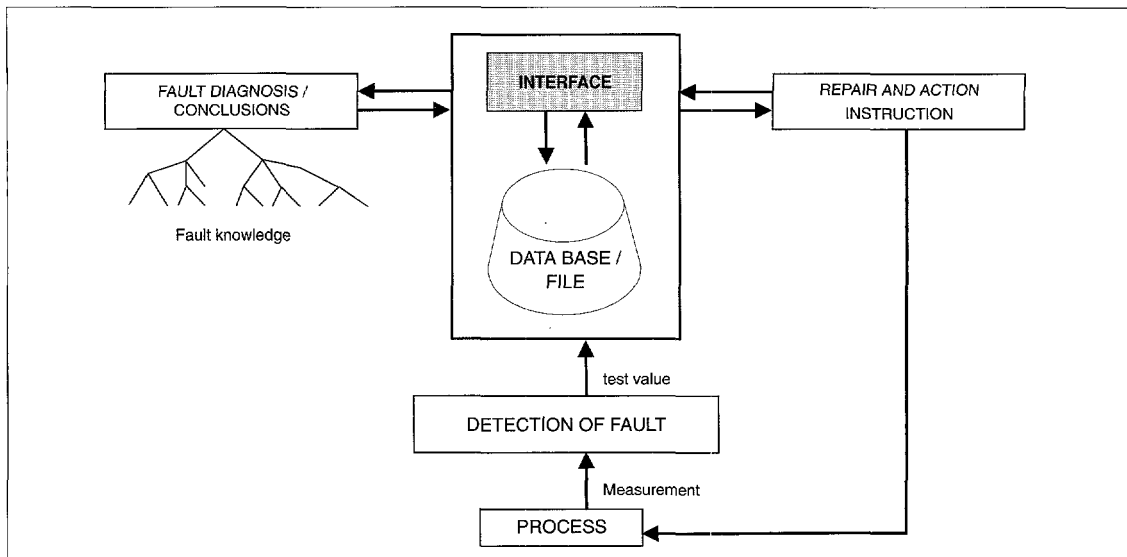 INTERFACE
FAULT DIAGNOSIS /
CONCLUSIONS
REPAIR AND ACTION
INSTRUCTION
Fault knowledge
DATA BASE /
FILE
test value
DETECTION OF FAULT
Measurement
PROCESS